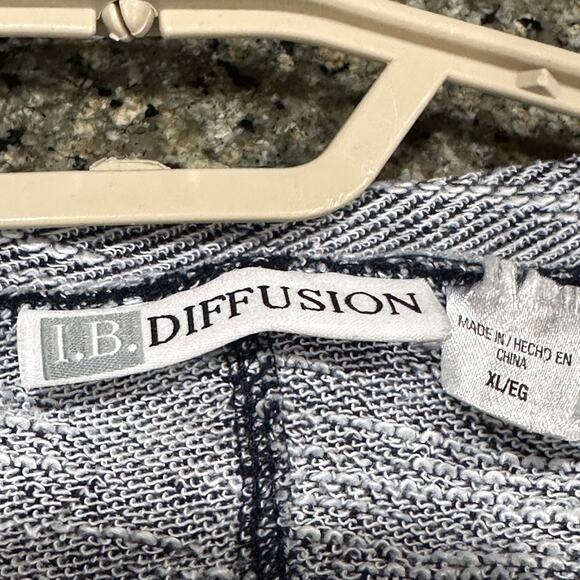 I.B. DIFFUSION
MADE IN / HECHO EN
CHINA
XL/EG